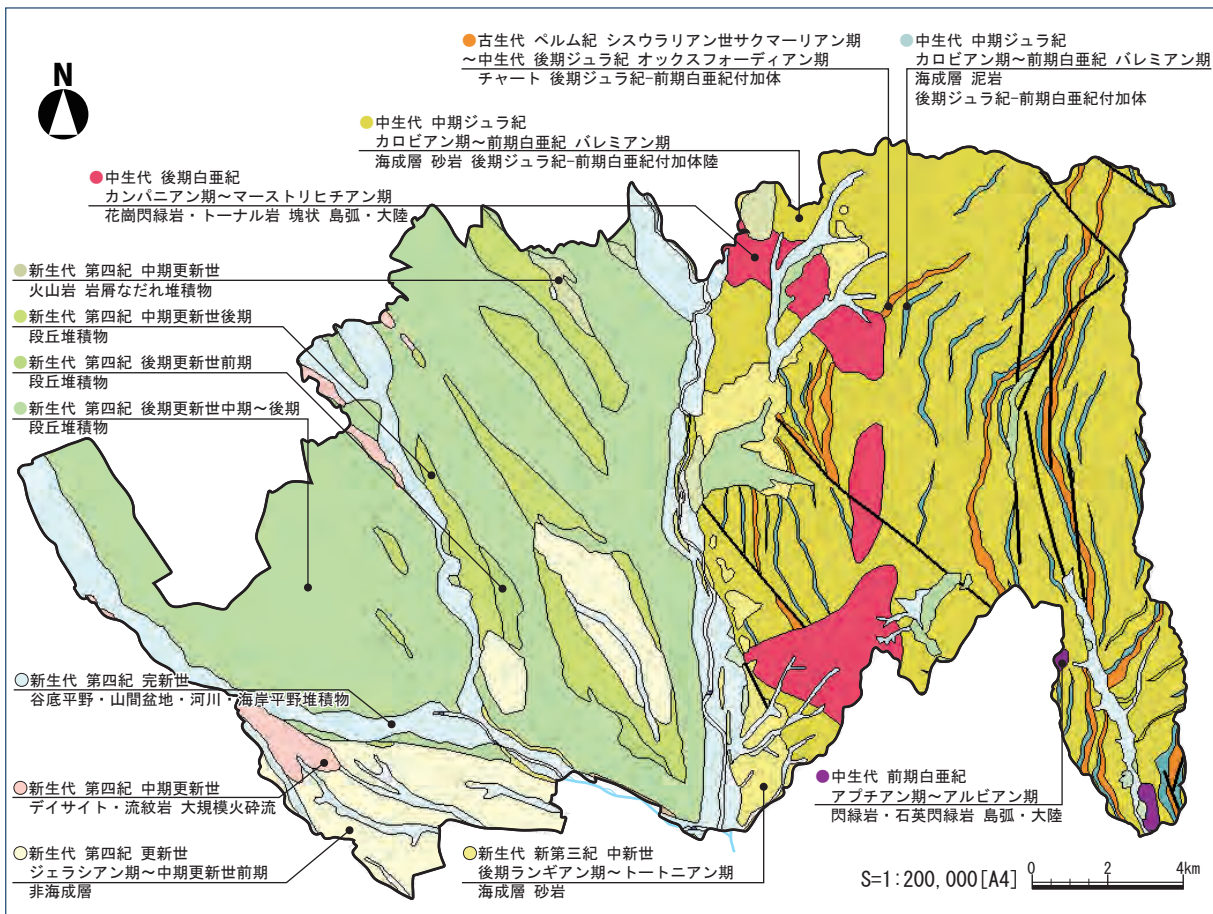 N
●古生代 ペルム紀 シスウラリアン世サクマーリアン期
～中生代 後期ジュラ紀 オックスフォーディアン期
チャート 後期ジュラ紀-前期白亜紀付加体
●中生代 中期ジュラ紀
カロビアン期～前期白亜紀 バレミアン期
海成層 泥岩
後期ジュラ紀-前期白亜紀付加体
●中生代 中期ジュラ紀
カロビアン期～前期白亜紀 バレミアン期
海成層 砂岩 後期ジュラ紀-前期白亜紀付加体陸
●中生代 後期白亜紀
カンパニアン期～マーストリヒチアン期
花崗閃緑岩・トーナル岩 塊状 島弧・大陸
●新生代 第四紀 中期更新世
火山岩 岩屑なだれ堆積物
●新生代 第四紀 中期更新世後期
段丘堆積物
●新生代 第四紀 後期更新世前期
段丘堆積物
●新生代 第四紀 後期更新世中期～後期
段丘堆積物
○新生代 第四紀 完新世
谷底平野・山間盆地・河川・海岸平野堆積物
●新生代 第四紀 中期更新世
デイサイト・流紋岩 大規模火砕流
○新生代 第四紀 更新世
ジェラシアン期～中期更新世前期
非海成層
●新生代 新第三紀 中新世
後期ランギアン期～トートニアン期
海成層 砂岩
●中生代 前期白亜紀
アプチアン期～アルビアン期
閃緑岩・石英閃緑岩 島弧・大陸
S=1:200,000[A4]
0 2 4km